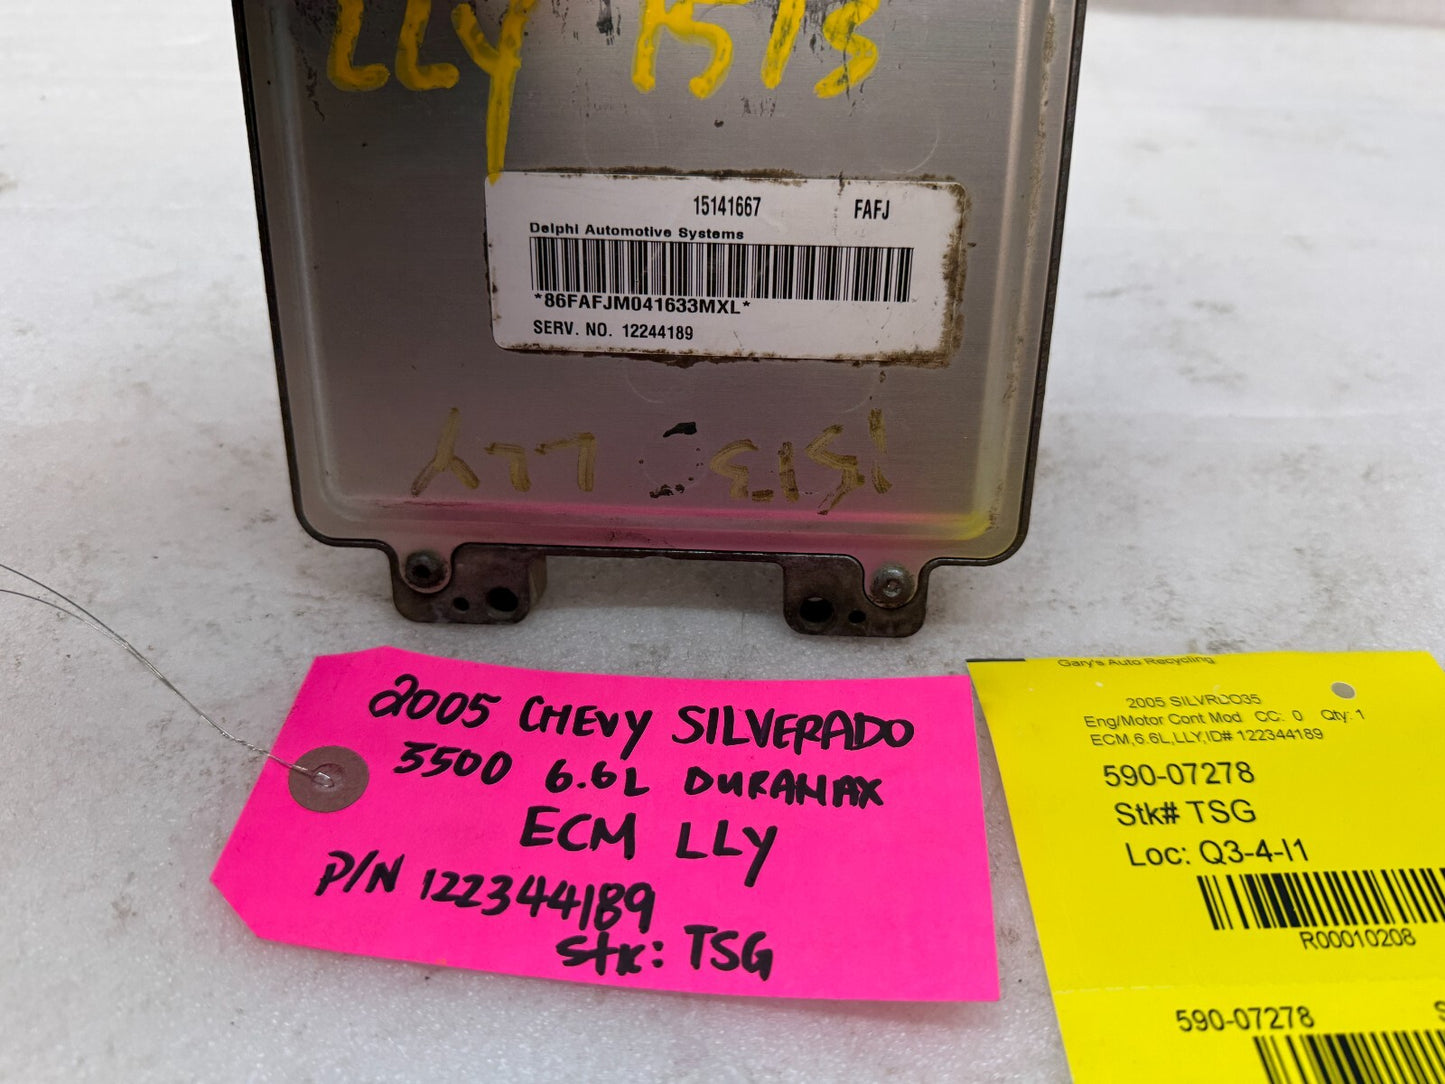 LLY 1513
15141667 FAFJ
Delphi Automotive Systems
*86FAFJM041633MXL*
SERV. NO. 12244189
1513 LLY
2005 CHEVY SILVERADO
3500 6.6L DURAMAX
ECM LLY
P/N 122344189
Stk: TSG
Gary's Auto Recycling
2005 SILVRDO35
Eng/Motor Cont Mod CC: 0 Qty: 1
ECM,6.6L,LLY,ID# 122344189
590-07278
Stk# TSG
Loc: Q3-4-I1
R00010208
590-07278